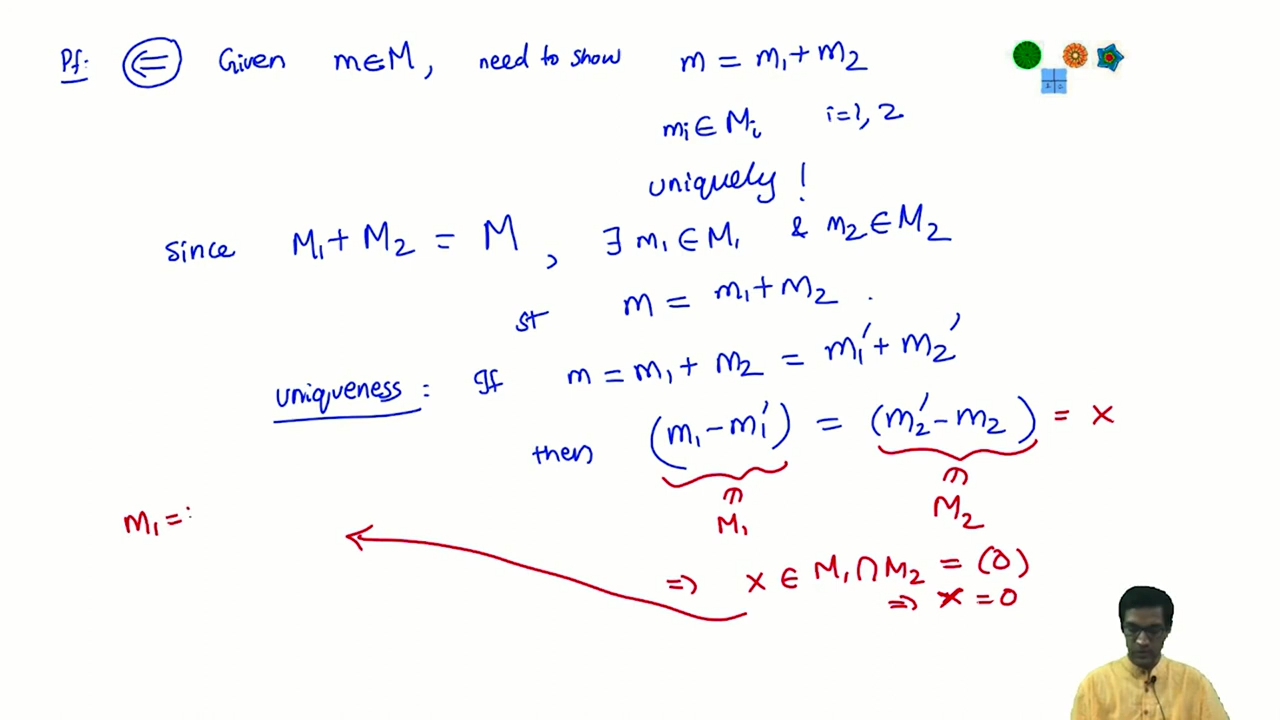 Pf: ⇐ Given m∈M, need to show m = m₁+m₂
mᵢ∈Mᵢ i=1,2
uniquely!
since M₁+M₂ = M, ∃ m₁∈M₁ & m₂∈M₂
st m = m₁+m₂.
uniqueness: If m = m₁+m₂ = m₁′+m₂′
then (m₁-m₁′) = (m₂′-m₂) = x
∈ ∈
M₁ M₂
m₁=
⇒ x ∈ M₁∩M₂ = (0)
⇒ x = 0